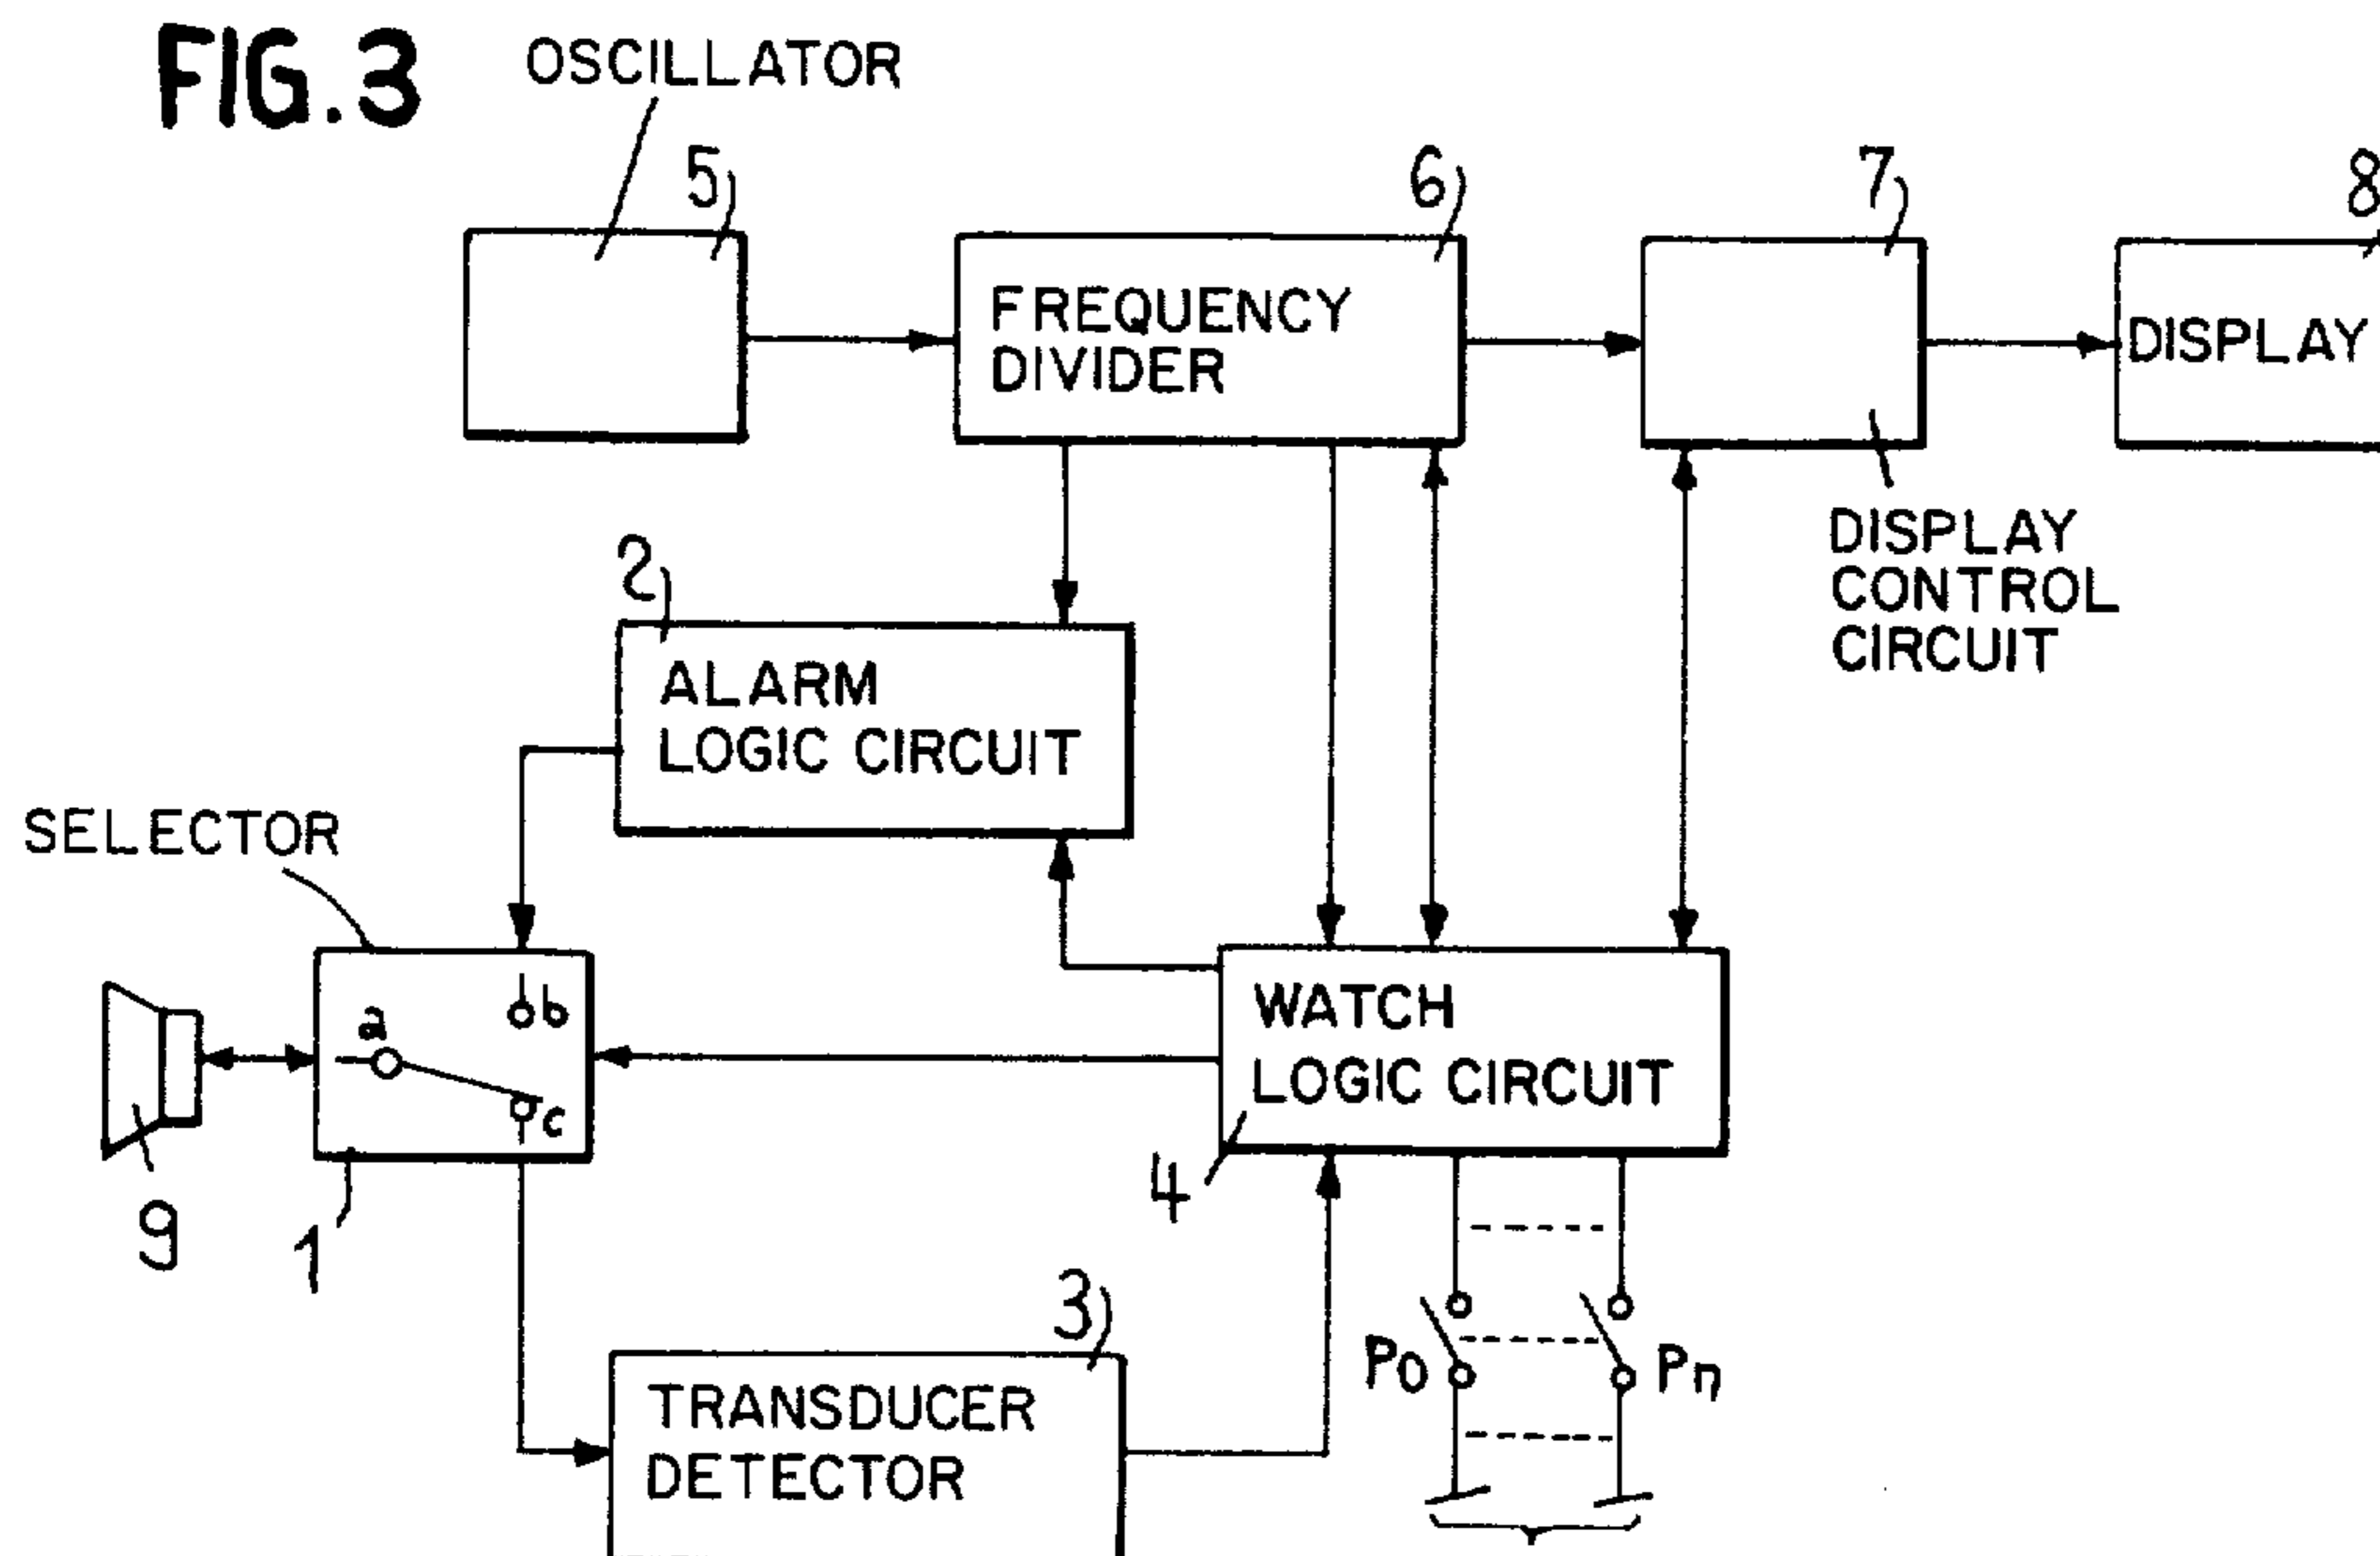 FIG. 3
OSCILLATOR
5
6
7
8
FREQUENCY
DIVIDER
DISPLAY
DISPLAY
CONTROL
CIRCUIT
2
ALARM
LOGIC CIRCUIT
SELECTOR
a
b
c
WATCH
LOGIC CIRCUIT
4
9
1
3
TRANSDUCER
DETECTOR
P0
Pn